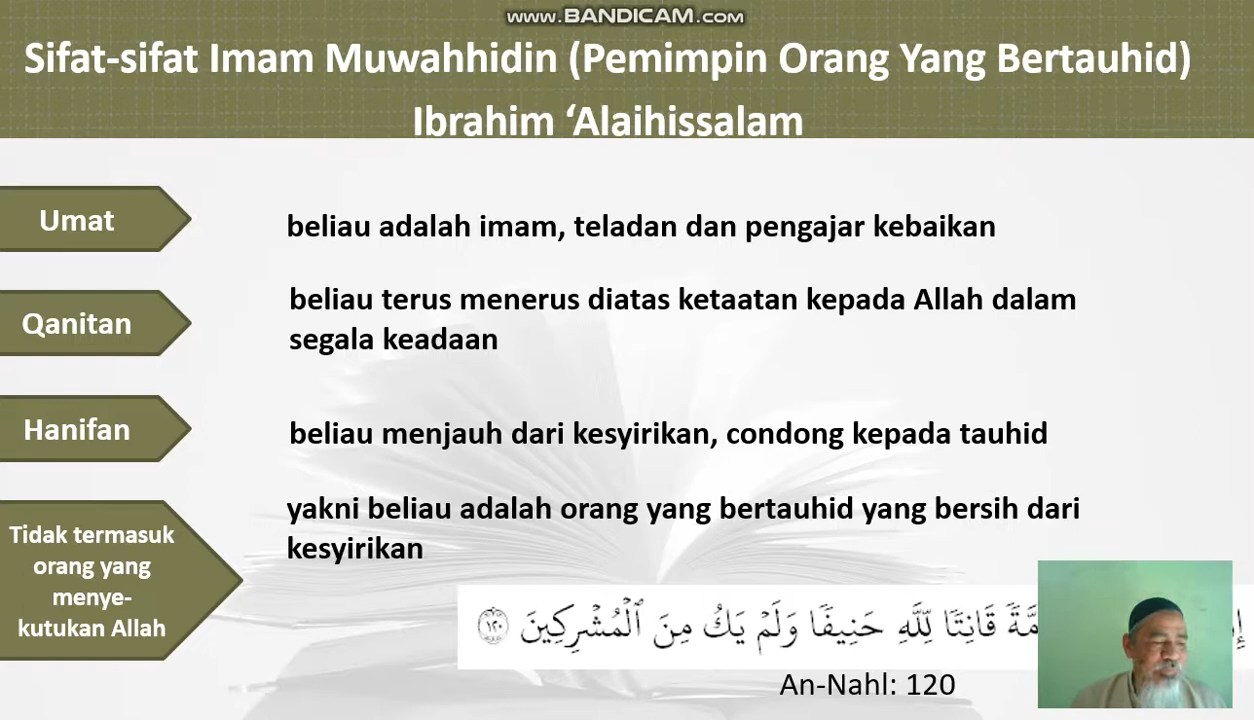 www.BANDICAM.com
Sifat-sifat Imam Muwahhidin (Pemimpin Orang Yang Bertauhid)
Ibrahim ‘Alaihissalam
Umat
beliau adalah imam, teladan dan pengajar kebaikan
Qanitan
beliau terus menerus diatas ketaatan kepada Allah dalam
segala keadaan
Hanifan
beliau menjauh dari kesyirikan, condong kepada tauhid
Tidak termasuk
orang yang
menye-
kutukan Allah
yakni beliau adalah orang yang bertauhid yang bersih dari
kesyirikan
قَانِتًا لِّلَّهِ حَنِيفًا وَلَمْ يَكُ مِنَ ٱلْمُشْرِكِينَ ١٢٠
An-Nahl: 120